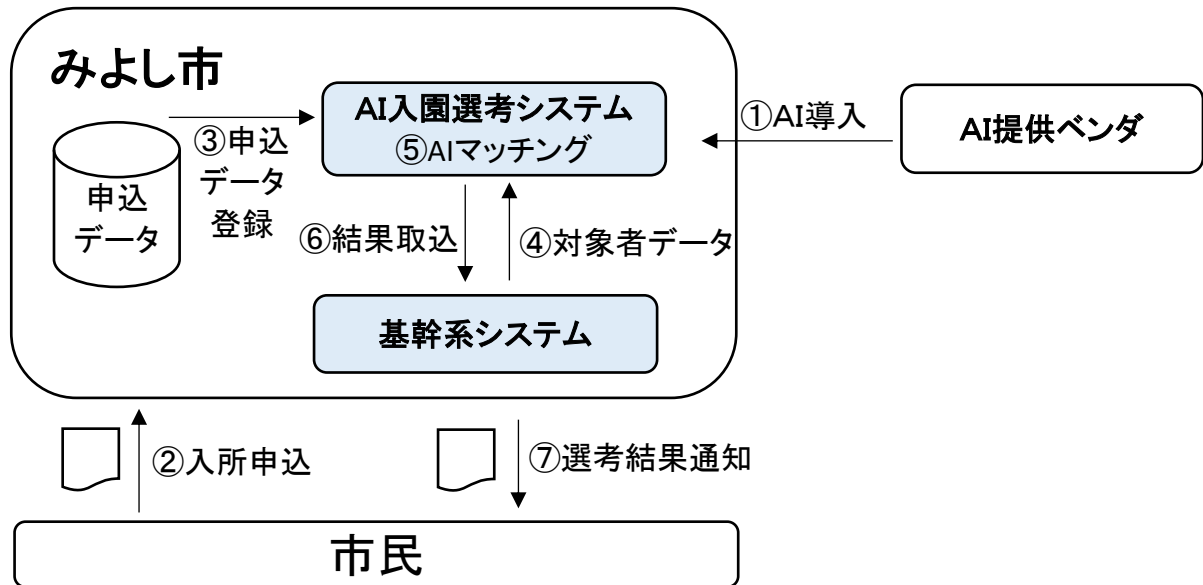 みよし市
AI入園選考システム
⑤AIマッチング
①AI導入
AI提供ベンダ
③申込
データ
登録
申込
データ
⑥結果取込
④対象者データ
基幹系システム
②入所申込
⑦選考結果通知
市民